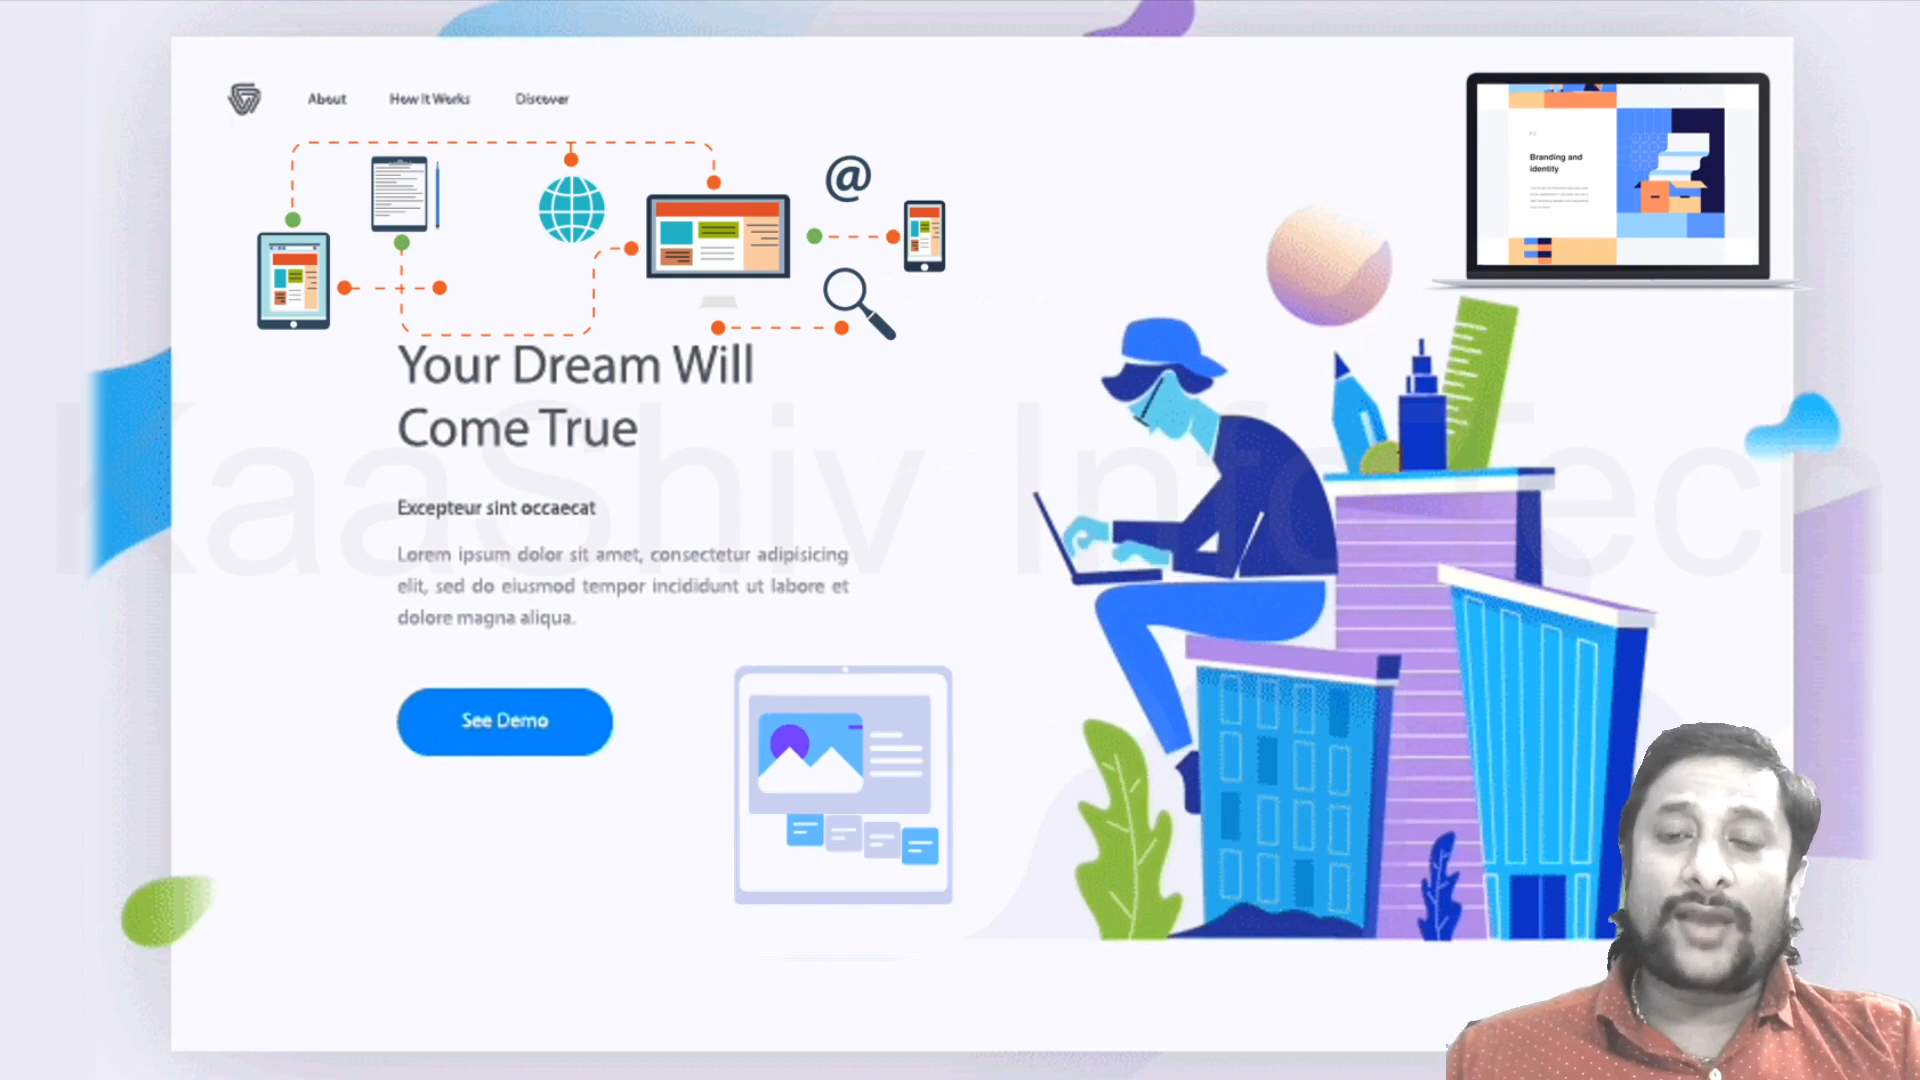 About How It Works Discover
@
Branding and
identity
Your Dream Will
Come True
KaaShiv InfoTech
Excepteur sint occaecat
Lorem ipsum dolor sit amet, consectetur adipisicing
elit, sed do eiusmod tempor incididunt ut labore et
dolore magna aliqua.
See Demo